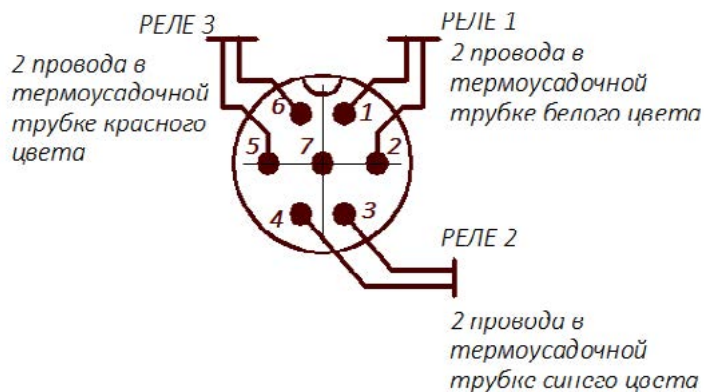 РЕЛЕ 3
2 провода в
термоусадочной
трубке красного
цвета
РЕЛЕ 1
2 провода в
термоусадочной
трубке белого цвета
6
1
5
7
2
4
3
РЕЛЕ 2
2 провода в
термоусадочной
трубке синего цвета